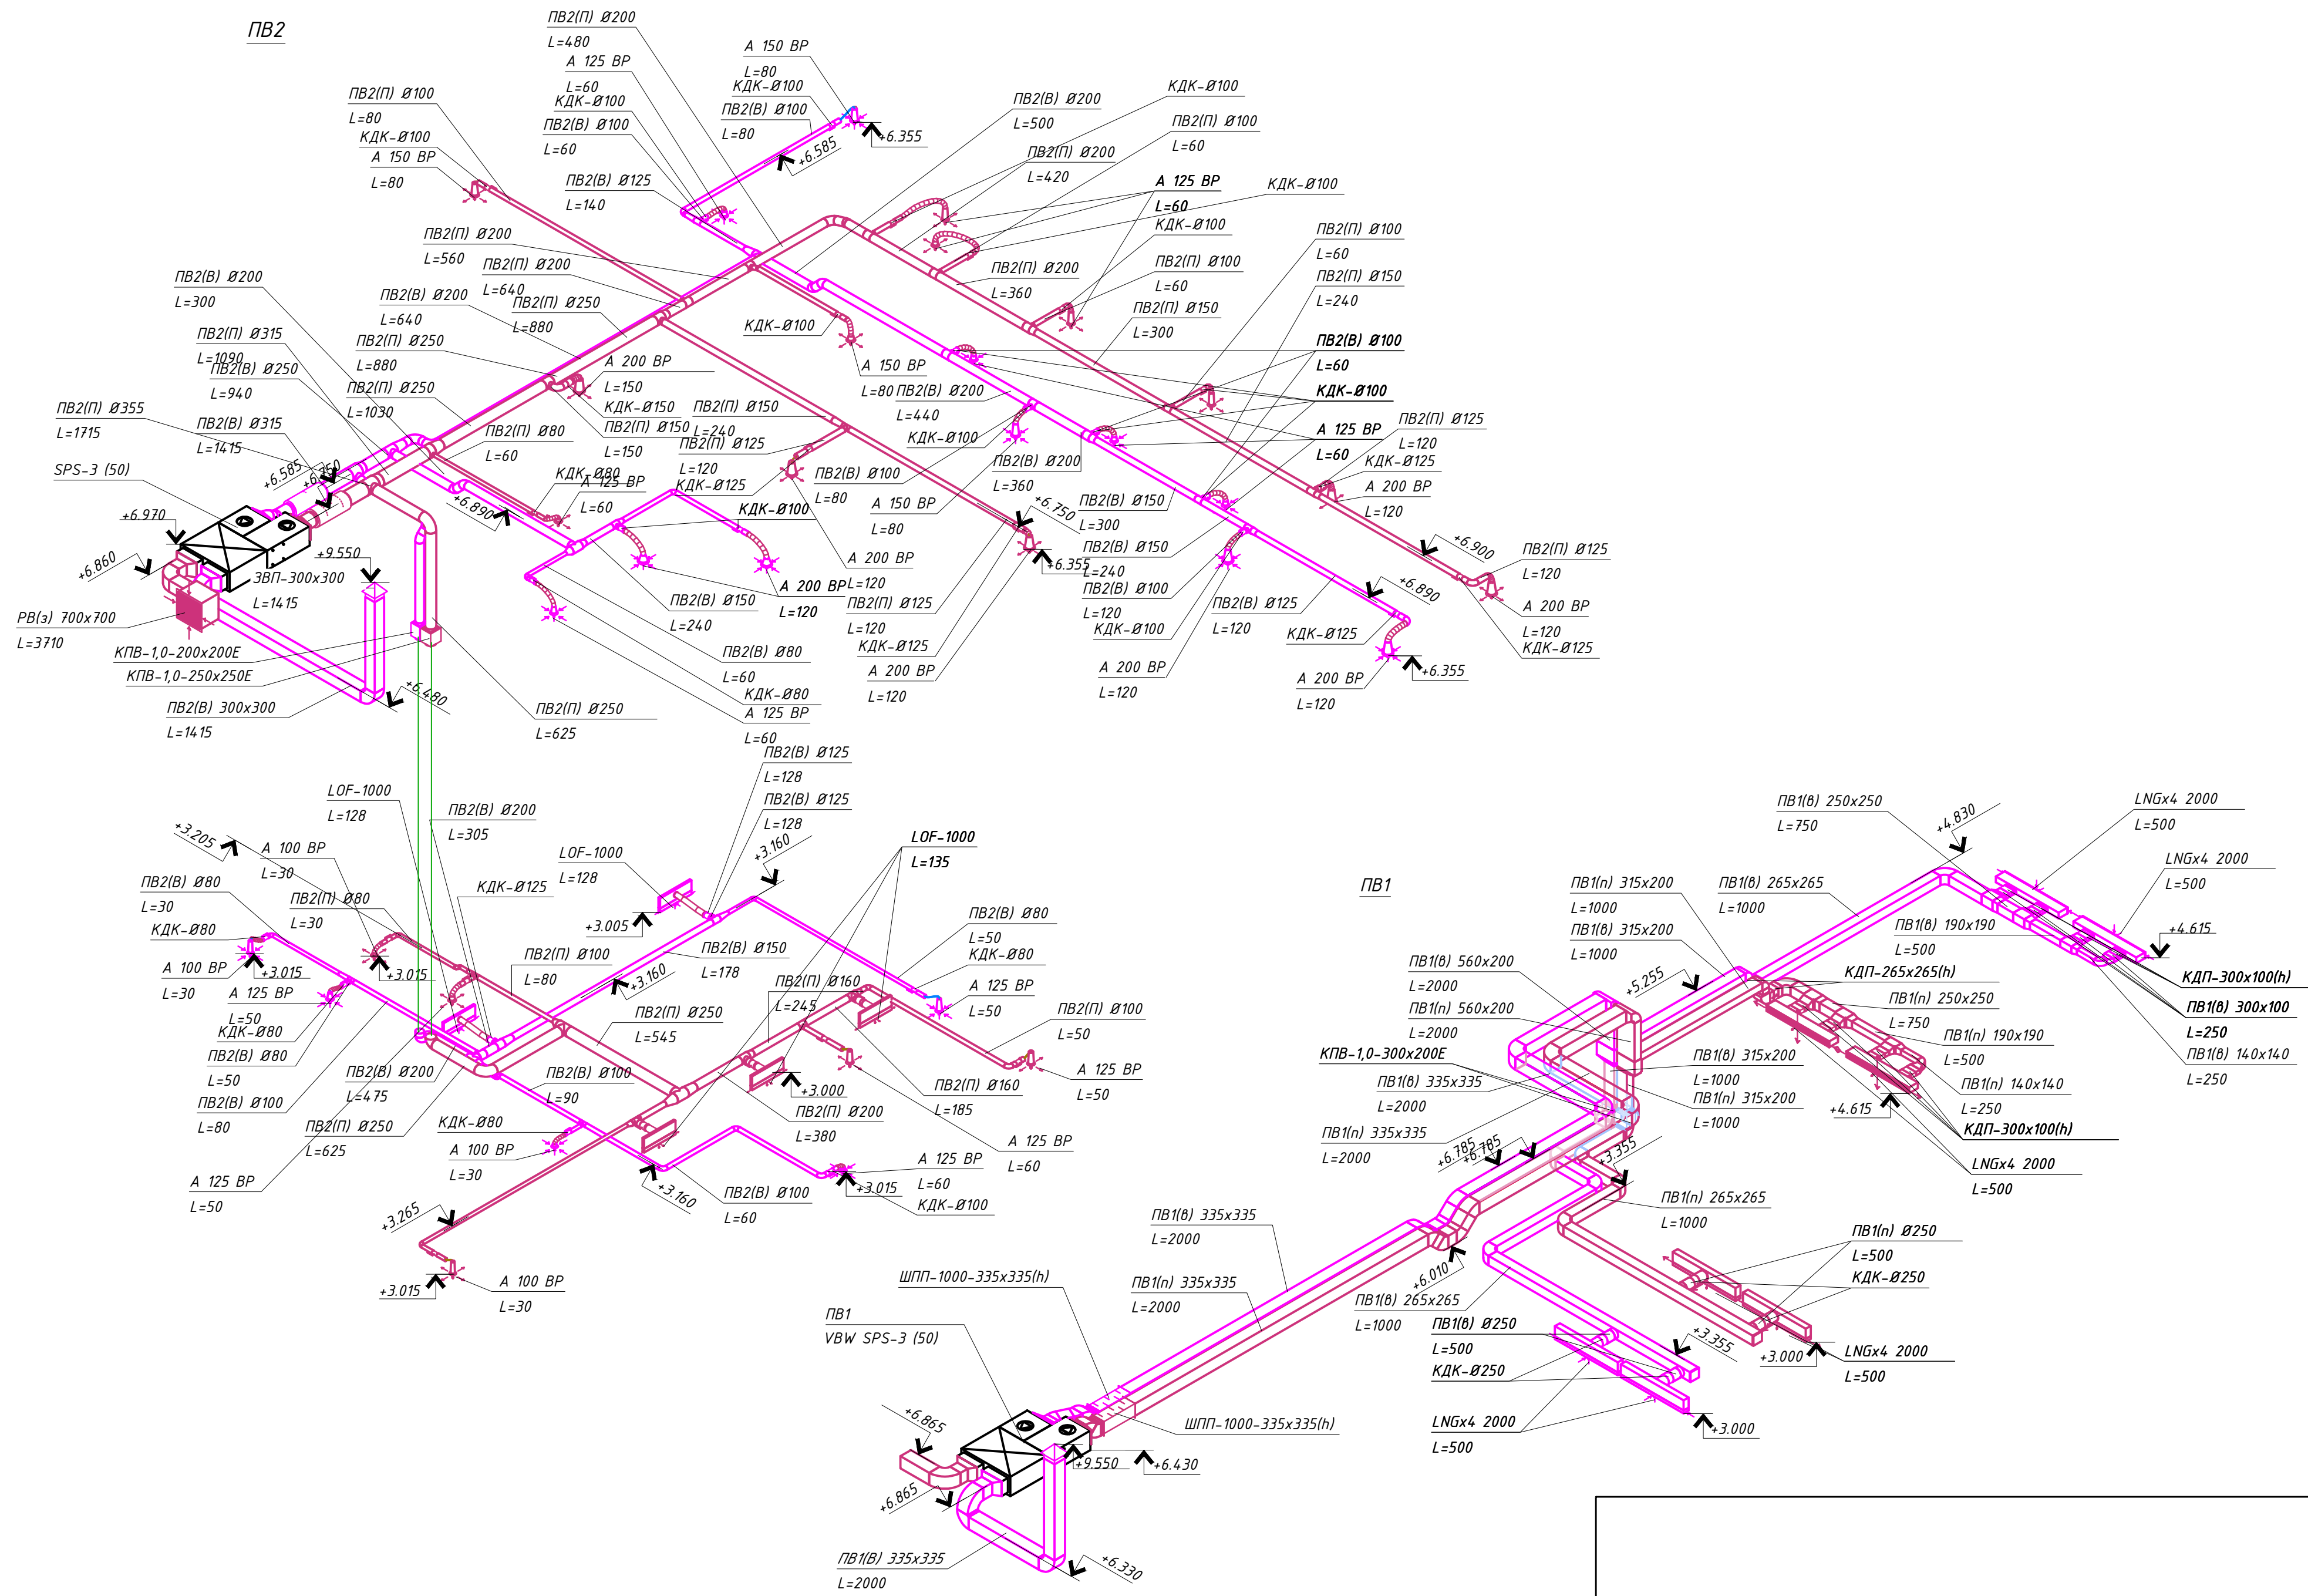 ПВ2
ПВ2(П) Ø200
L=480
А 125 ВР
L=60
КДК-Ø100
ПВ2(В) Ø100
L=60
ПВ2(В) Ø125
L=140
А 150 ВР
L=80
КДК-Ø100
ПВ2(В) Ø100
L=80
+6.355
+6.585
ПВ2(П) Ø100
L=80
КДК-Ø100
А 150 ВР
L=80
ПВ2(В) Ø200
L=500
КДК-Ø100
ПВ2(П) Ø100
L=60
ПВ2(П) Ø200
L=420
А 125 ВР
L=60
КДК-Ø100
КДК-Ø100
ПВ2(П) Ø100
L=60
ПВ2(П) Ø200
L=360
ПВ2(П) Ø100
L=60
ПВ2(П) Ø150
L=240
ПВ2(П) Ø150
L=300
ПВ2(В) Ø100
L=60
КДК-Ø100
А 125 ВР
L=60
ПВ2(П) Ø200
L=560
ПВ2(П) Ø200
L=640
ПВ2(В) Ø200
L=640
ПВ2(П) Ø250
L=880
ПВ2(П) Ø250
L=880
ПВ2(В) Ø200
L=300
ПВ2(П) Ø315
L=1090
ПВ2(В) Ø250
L=940
ПВ2(П) Ø250
L=1030
ПВ2(П) Ø355
L=1715
ПВ2(В) Ø315
L=1415
SPS-3 (50)
+6.585
+6.970
+6.860
+9.550
ЗВП-300х300
L=1415
РВ(з) 700х700
L=3710
КПВ-1,0-200х200Е
КПВ-1,0-250х250Е
ПВ2(В) 300х300
L=1415
+6.480
ПВ2(П) Ø250
L=625
А 200 ВР
L=150
КДК-Ø150
ПВ2(П) Ø150
L=150
ПВ2(П) Ø80
L=60
КДК-Ø80
А 125 ВР
L=60
+6.890
ПВ2(П) Ø150
L=240
ПВ2(П) Ø125
L=120
КДК-Ø125
КДК-Ø100
КДК-Ø100
А 150 ВР
L=80
ПВ2(В) Ø200
L=440
КДК-Ø100
ПВ2(В) Ø100
L=80
А 150 ВР
L=80
ПВ2(В) Ø200
L=360
+6.750
+6.355
ПВ2(В) Ø150
L=300
ПВ2(В) Ø150
L=240
ПВ2(В) Ø100
L=120
КДК-Ø100
А 200 ВР
L=120
А 200 ВР
L=120
А 200 ВР
L=120
ПВ2(П) Ø125
L=120
КДК-Ø125
А 200 ВР
L=120
ПВ2(В) Ø150
L=240
ПВ2(В) Ø80
L=60
КДК-Ø80
А 125 ВР
L=60
ПВ2(П) Ø125
L=120
КДК-Ø125
А 200 ВР
L=120
+6.900
ПВ2(П) Ø125
L=120
А 200 ВР
L=120
КДК-Ø125
+6.890
ПВ2(В) Ø125
L=120
КДК-Ø125
А 200 ВР
L=120
+6.355
ПВ2(В) Ø125
L=128
ПВ2(В) Ø125
L=128
LOF-1000
L=128
ПВ2(В) Ø200
L=305
+3.205
А 100 ВР
L=30
ПВ2(В) Ø80
L=30
ПВ2(П) Ø80
L=30
КДК-Ø80
КДК-Ø125
LOF-1000
L=128
+3.160
LOF-1000
L=135
+3.005
А 100 ВР
L=30
+3.015
+3.015
А 125 ВР
L=50
КДК-Ø80
ПВ2(В) Ø80
L=50
ПВ2(В) Ø100
L=80
А 125 ВР
L=50
ПВ2(П) Ø100
L=80
ПВ2(В) Ø150
L=178
+3.160
ПВ2(П) Ø250
L=545
ПВ2(П) Ø160
L=245
ПВ2(В) Ø80
L=50
КДК-Ø80
А 125 ВР
L=50
ПВ2(П) Ø100
L=50
А 125 ВР
L=50
ПВ2(В) Ø200
L=475
ПВ2(П) Ø250
L=625
ПВ2(В) Ø100
L=90
КДК-Ø80
А 100 ВР
L=30
+3.000
ПВ2(П) Ø200
L=380
ПВ2(П) Ø160
L=185
А 125 ВР
L=60
А 125 ВР
L=60
КДК-Ø100
+3.015
+3.160
ПВ2(В) Ø100
L=60
+3.265
+3.015
А 100 ВР
L=30
ПВ1
ПВ1(в) 250х250
L=750
+4.830
LNGx4 2000
L=500
LNGx4 2000
L=500
ПВ1(п) 315х200
L=1000
ПВ1(в) 265х265
L=1000
ПВ1(в) 315х200
L=1000
ПВ1(в) 190х190
L=500
+4.615
КДП-300х100(h)
ПВ1(в) 300х100
L=250
ПВ1(в) 140х140
L=250
КДП-265х265(h)
ПВ1(п) 250х250
L=750
ПВ1(п) 190х190
L=500
ПВ1(п) 140х140
L=250
КДП-300х100(h)
LNGx4 2000
L=500
+4.615
ПВ1(в) 560х200
L=2000
ПВ1(п) 560х200
L=2000
+5.255
КПВ-1,0-300х200Е
ПВ1(в) 335х335
L=2000
ПВ1(п) 335х335
L=2000
ПВ1(в) 315х200
L=1000
ПВ1(п) 315х200
L=1000
+6.785
+6.785
+3.355
ПВ1(п) 265х265
L=1000
ПВ1(в) 335х335
L=2000
ПВ1(п) 335х335
L=2000
ШПП-1000-335х335(h)
+6.010
ПВ1(в) 265х265
L=1000
ПВ1(п) Ø250
L=500
КДК-Ø250
ПВ1(в) Ø250
L=500
КДК-Ø250
+3.355
+3.000
LNGx4 2000
L=500
LNGx4 2000
L=500
+3.000
ПВ1
VBW SPS-3 (50)
ШПП-1000-335х335(h)
+6.865
+9.550
+6.430
+6.865
ПВ1(В) 335х335
L=2000
+6.330